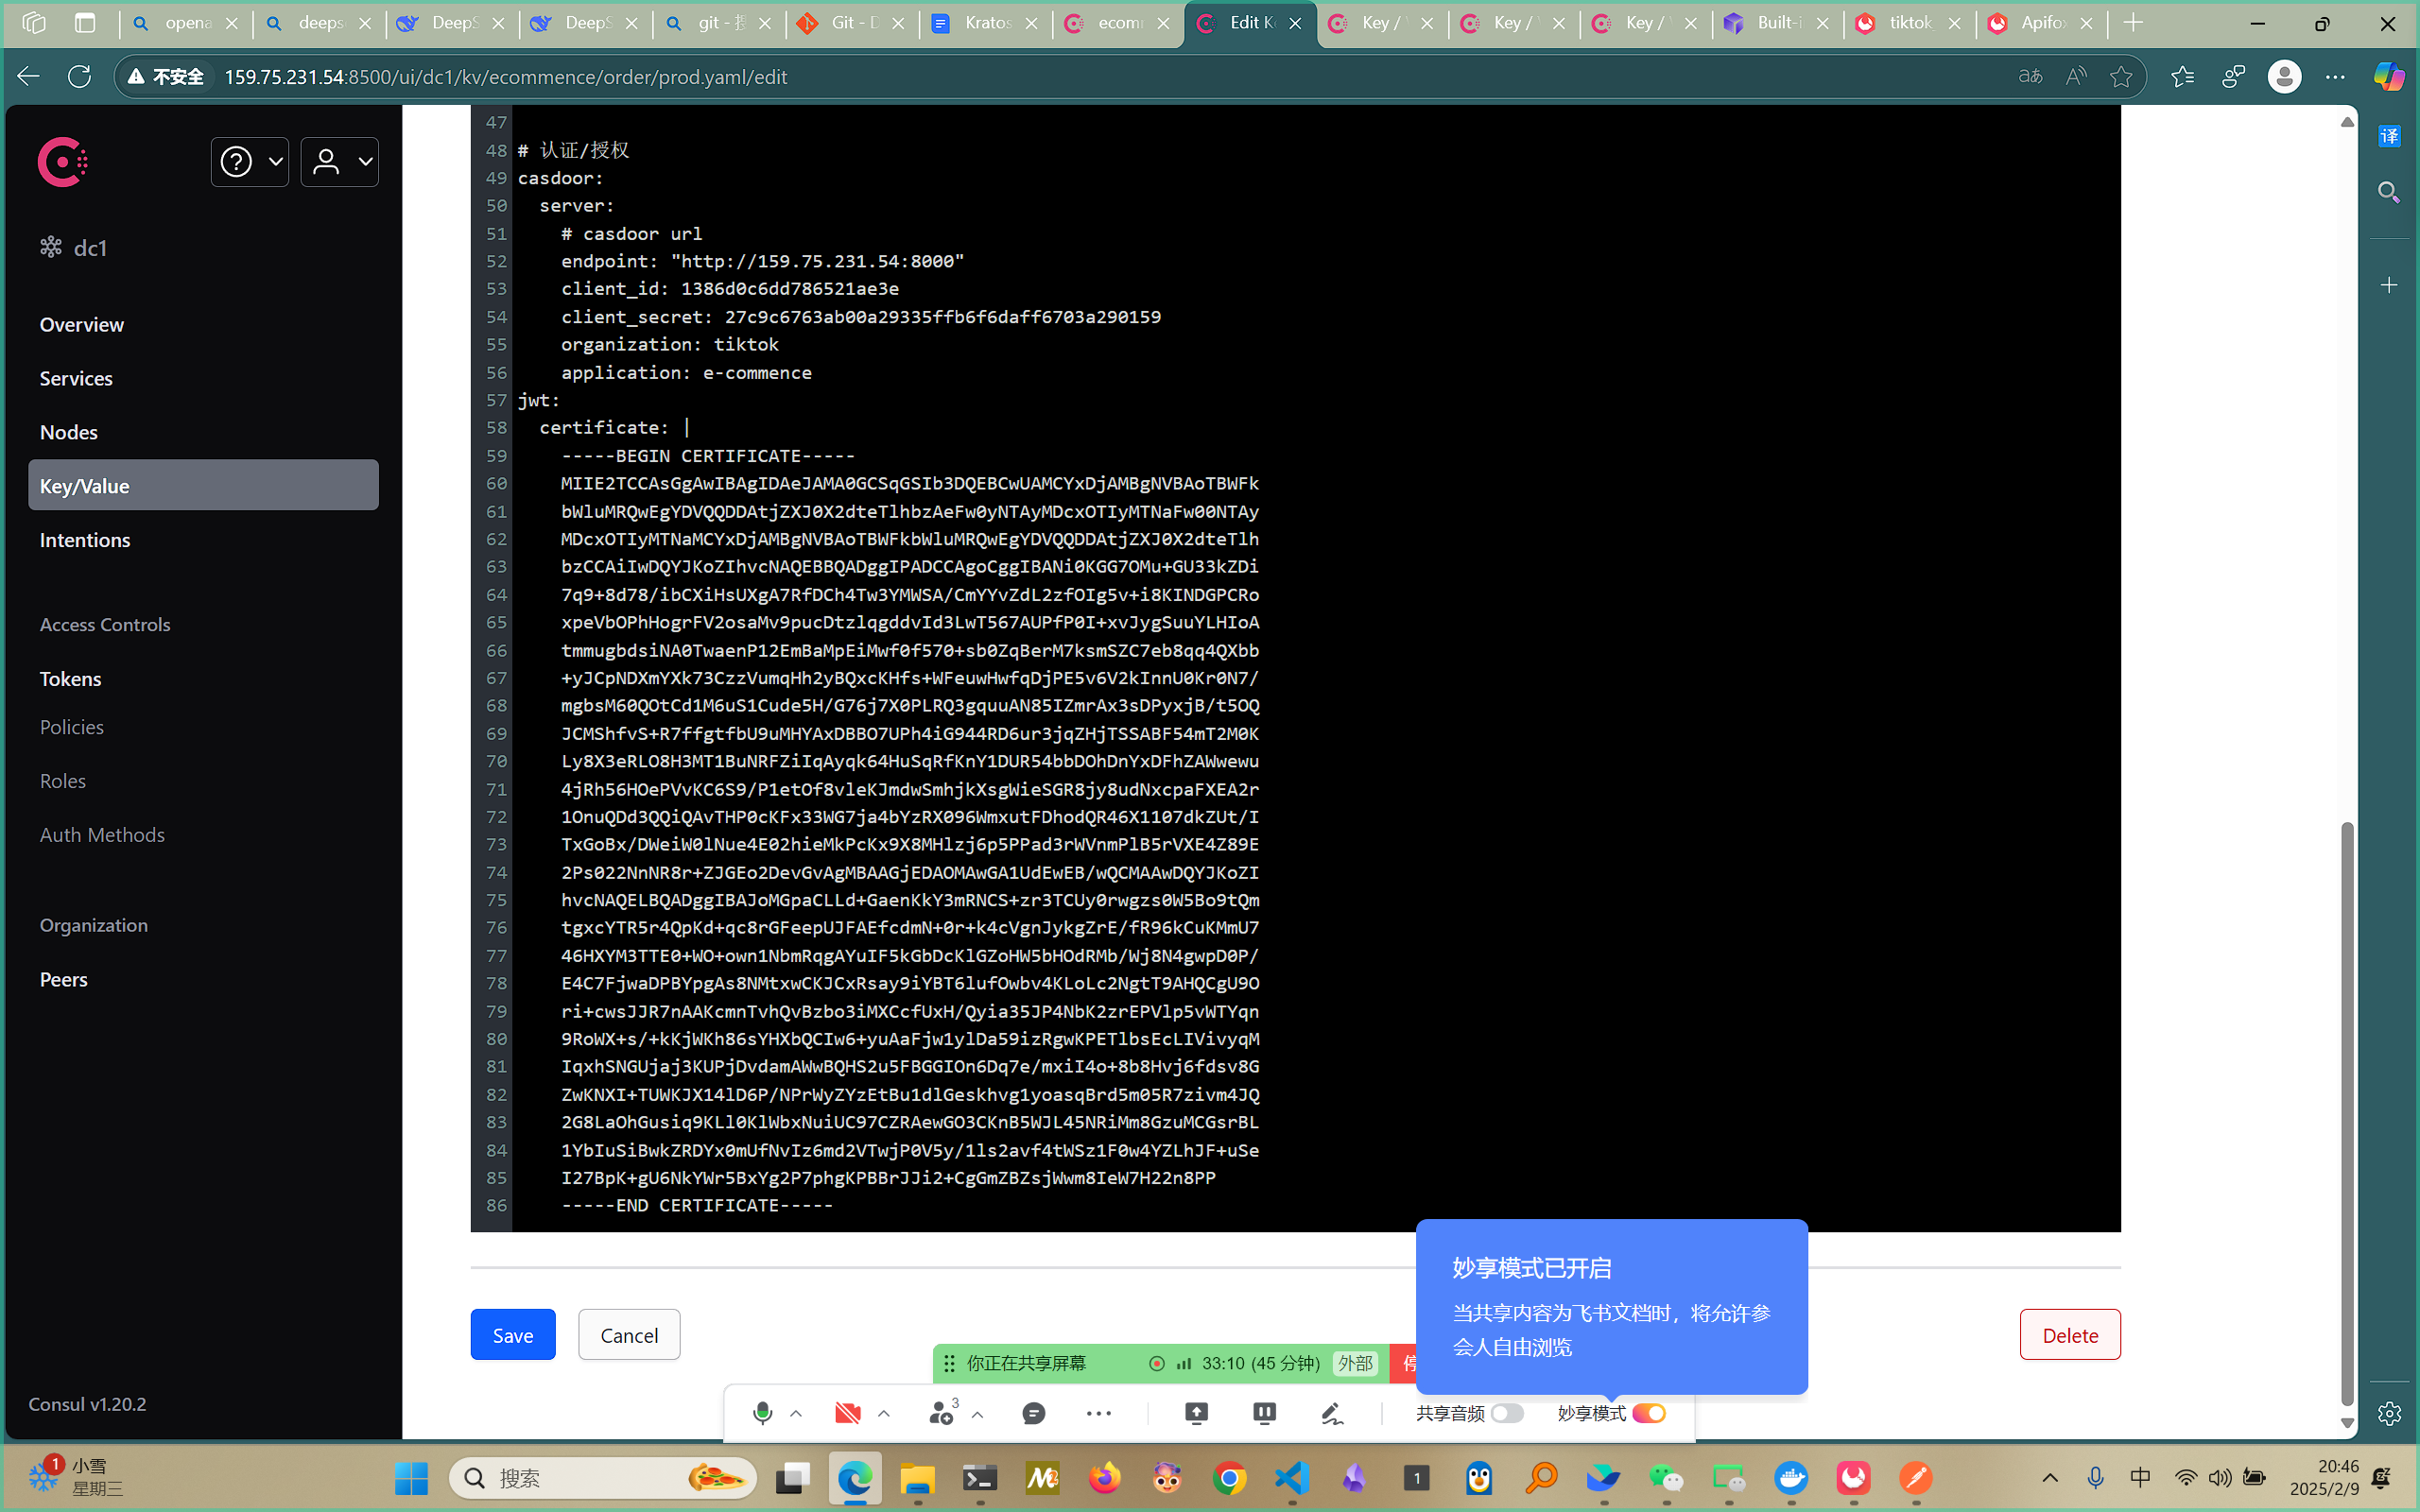 opena
deeps
DeepS
DeepS
git - 搜
Git - D
Kratos
ecomm
Edit Ke
Key /
Key /
Key /
Built-i
tiktok
Apifox
不安全
159.75.231.54:8500/ui/dc1/kv/ecommence/order/prod.yaml/edit
dc1
Overview
Services
Nodes
Key/Value
Intentions
Access Controls
Tokens
Policies
Roles
Auth Methods
Organization
Peers
Consul v1.20.2
47
48 # 认证/授权
49 casdoor:
50 server:
51 # casdoor url
52 endpoint: "http://159.75.231.54:8000"
53 client_id: 1386d0c6dd786521ae3e
54 client_secret: 27c9c6763ab00a29335ffb6f6daff6703a290159
55 organization: tiktok
56 application: e-commence
57 jwt:
58 certificate: |
59 -----BEGIN CERTIFICATE-----
60 MIIE2TCCAsGgAwIBAgIDAeJAMA0GCSqGSIb3DQEBCwUAMCYxDjAMBgNVBAoTBWFk
61 bWluMRQwEgYDVQQDDAtjZXJ0X2dteTlhbzAeFw0yNTAyMDcxOTIyMTNaFw00NTAy
62 MDcxOTIyMTNaMCYxDjAMBgNVBAoTBWFkbWluMRQwEgYDVQQDDAtjZXJ0X2dteTlh
63 bzCCAiIwDQYJKoZIhvcNAQEBBQADggIPADCCAgoCggIBANi0KGG7OMu+GU33kZDi
64 7q9+8d78/ibCXiHsUXgA7RfDCh4Tw3YMWSA/CmYYvZdL2zfOIg5v+i8KINDGPCRo
65 xpeVbOPhHogrFV2osaMv9pucDtzlqgddvId3LwT567AUPfP0I+xvJygSuuYLHIoA
66 tmmugbdsiNA0TwaenP12EmBaMpEiMwf0f570+sb0ZqBerM7ksmSZC7eb8qq4QXbb
67 +yJCpNDXmYXk73CzzVumqHh2yBQxcKHfs+WFeuwHwfqDjPE5v6V2kInnU0Kr0N7/
68 mgbsM60QOtCd1M6uS1Cude5H/G76j7X0PLRQ3gquuAN85IZmrAx3sDPyxjB/t5OQ
69 JCMShfvS+R7ffgtfbU9uMHYAxDBBO7UPh4iG944RD6ur3jqZHjTSSABF54mT2M0K
70 Ly8X3eRLO8H3MT1BuNRFZiIqAyqk64HuSqRfKnY1DUR54bbDOhDnYxDFhZAWwewu
71 4jRh56HOePVvKC6S9/P1etOf8vleKJmdwSmhjkXsgWieSGR8jy8udNxcpaFXEA2r
72 1OnuQDd3QQiQAvTHP0cKFx33WG7ja4bYzRX096WmxutFDhodQR46X1107dkZUt/I
73 TxGoBx/DWeiW0lNue4E02hieMkPcKx9X8MHlzj6p5PPad3rWVnmPlB5rVXE4Z89E
74 2Ps022NnNR8r+ZJGEo2DevGvAgMBAAGjEDAOMAwGA1UdEwEB/wQCMAAwDQYJKoZI
75 hvcNAQELBQADggIBAJoMGpaCLLd+GaenKkY3mRNCS+zr3TCUy0rwgzs0W5Bo9tQm
76 tgxcYTR5r4QpKd+qc8rGFeepUJFAEfcdmN+0r+k4cVgnJykgZrE/fR96kCuKMmU7
77 46HXYM3TTE0+WO+own1NbmRqgAYuIF5kGbDcKlGZoHW5bHOdRMb/Wj8N4gwpD0P/
78 E4C7FjwaDPBYpgAs8NMtxwCKJCxRsay9iYBT6lufOwbv4KLoLc2NgtT9AHQCgU9O
79 ri+cwsJJR7nAAKcmnTvhQvBzbo3iMXCcfUxH/Qyia35JP4NbK2zrEPVlp5vWTYqn
80 9RoWX+s/+kKjWKh86sYHXbQCIw6+yuAaFjw1ylDa59izRgwKPETlbsEcLIVivyqM
81 IqxhSNGUjaj3KUPjDvdamAWwBQHS2u5FBGGIOn6Dq7e/mxiI4o+8b8Hvj6fdsv8G
82 ZwKNXI+TUWKJX14lD6P/NPrWyZYzEtBu1dlGeskhvg1yoasqBrd5m05R7zivm4JQ
83 2G8LaOhGusiq9KLl0KlWbxNuiUC97CZRAewGO3CKnB5WJL45NRiMm8GzuMCGsrBL
84 1YbIuSiBwkZRDYx0mUfNvIz6md2VTwjP0V5y/1ls2avf4tWSz1F0w4YZLhJF+uSe
85 I27BpK+gU6NkYWr5BxYg2P7phgKPBBrJJi2+CgGmZBZsjWwm8IeW7H22n8PP
86 -----END CERTIFICATE-----
Save
Cancel
Delete
妙享模式已开启
当共享内容为飞书文档时，将允许参
会人自由浏览
你正在共享屏幕
33:10 (45 分钟)
外部
停
3
共享音频
妙享模式
1
小雪
星期三
搜索
1
中
20:46
2025/2/9